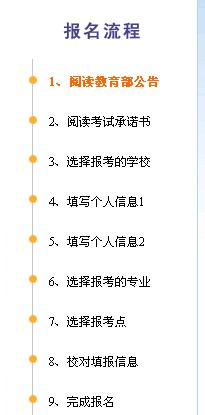 报名流程
1、阅读教育部公告
2、阅读考试承诺书
3、选择报考的学校
4、填写个人信息1
5、填写个人信息2
6、选择报考的专业
7、选择报考点
8、校对填报信息
9、完成报名